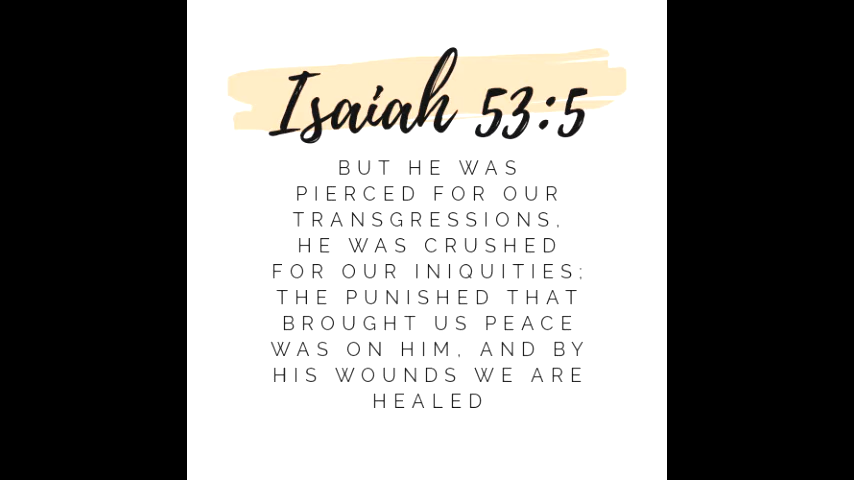 Isaiah 53:5
BUT HE WAS
PIERCED FOR OUR
TRANSGRESSIONS,
HE WAS CRUSHED
FOR OUR INIQUITIES;
THE PUNISHED THAT
BROUGHT US PEACE
WAS ON HIM, AND BY
HIS WOUNDS WE ARE
HEALED